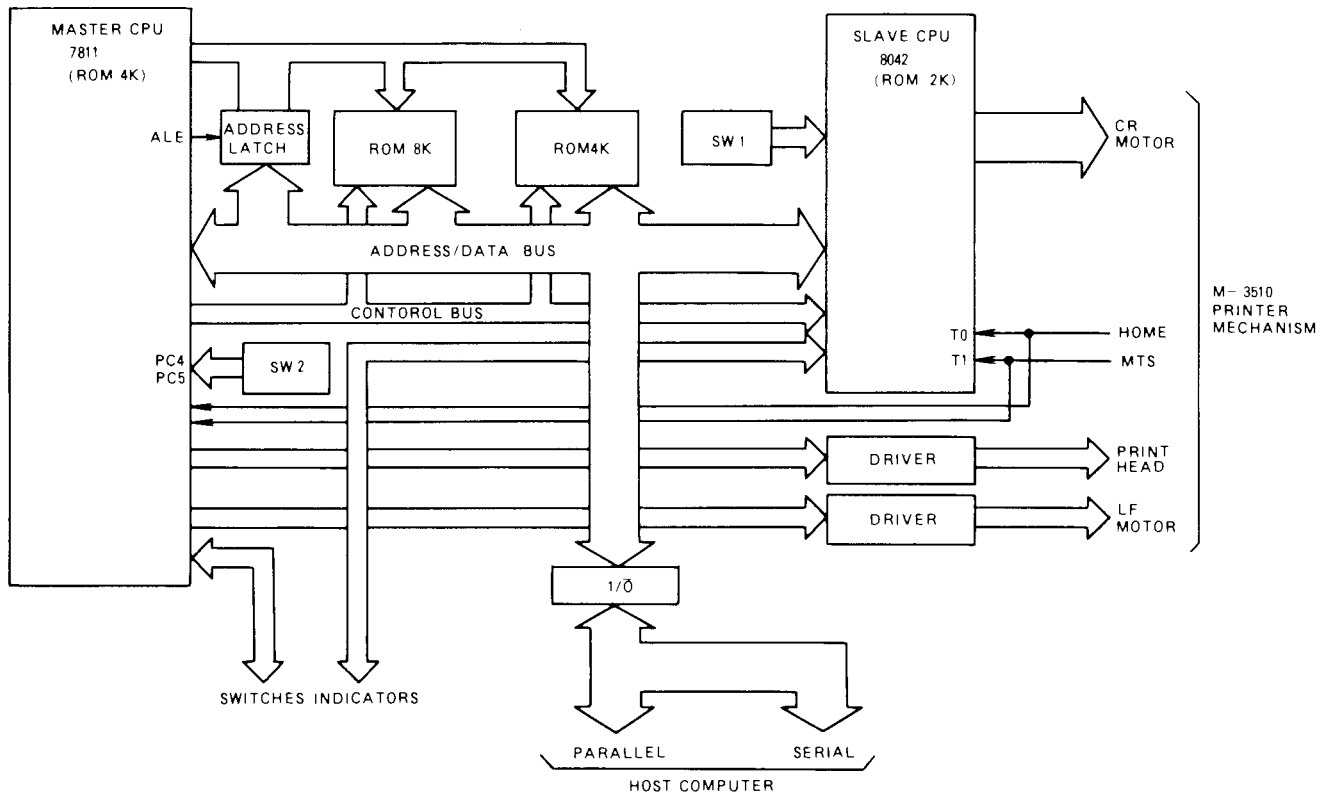 MASTER CPU
7811
(ROM 4K)
ALE
ADDRESS
LATCH
ROM 8K
ROM4K
SW 1
SLAVE CPU
8042
(ROM 2K)
CR
MOTOR
ADDRESS/DATA BUS
CONTOROL BUS
M-3510
PRINTER
MECHANISM
T0
HOME
T1
MTS
PC4
PC5
SW 2
DRIVER
PRINT
HEAD
DRIVER
LF
MOTOR
1/Ō
SWITCHES INDICATORS
PARALLEL
SERIAL
HOST COMPUTER